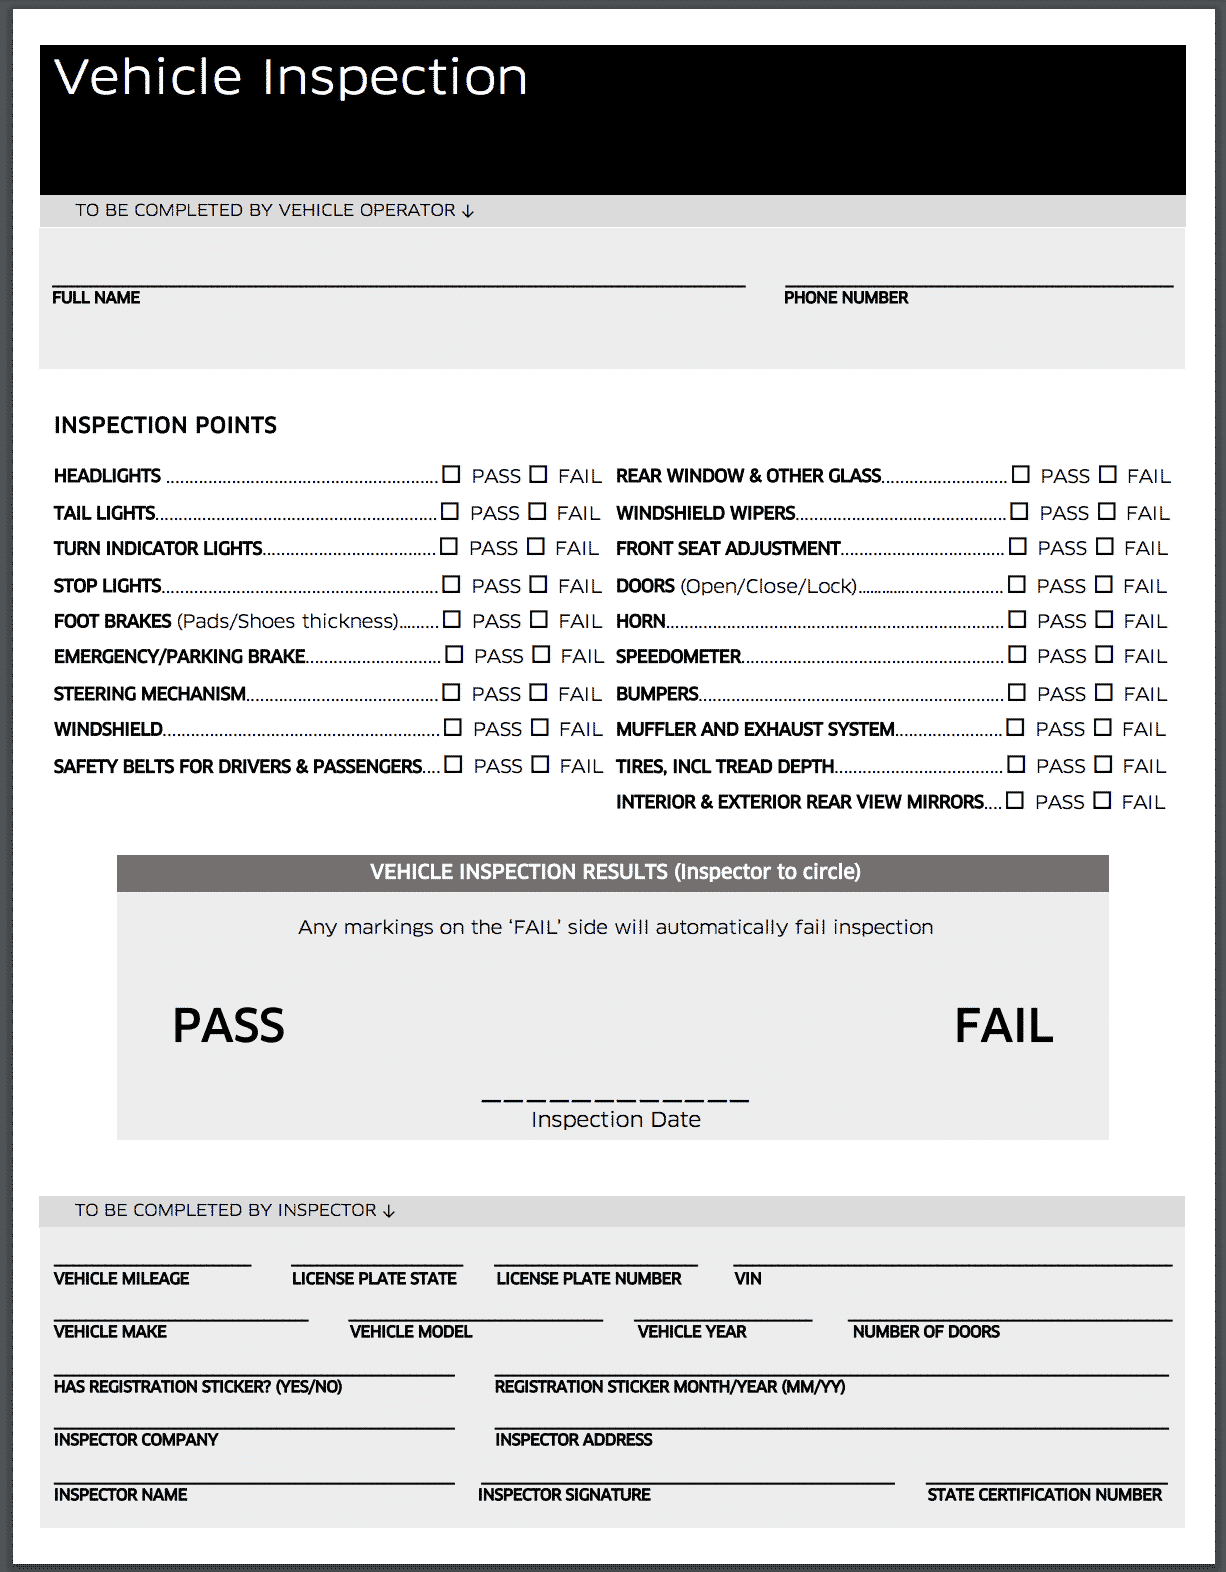 Vehicle Inspection
TO BE COMPLETED BY VEHICLE OPERATOR ↓
FULL NAME PHONE NUMBER
INSPECTION POINTS
HEADLIGHTS ☐ PASS ☐ FAIL REAR WINDOW & OTHER GLASS ☐ PASS ☐ FAIL
TAIL LIGHTS ☐ PASS ☐ FAIL WINDSHIELD WIPERS ☐ PASS ☐ FAIL
TURN INDICATOR LIGHTS ☐ PASS ☐ FAIL FRONT SEAT ADJUSTMENT ☐ PASS ☐ FAIL
STOP LIGHTS ☐ PASS ☐ FAIL DOORS (Open/Close/Lock) ☐ PASS ☐ FAIL
FOOT BRAKES (Pads/Shoes thickness) ☐ PASS ☐ FAIL HORN ☐ PASS ☐ FAIL
EMERGENCY/PARKING BRAKE ☐ PASS ☐ FAIL SPEEDOMETER ☐ PASS ☐ FAIL
STEERING MECHANISM ☐ PASS ☐ FAIL BUMPERS ☐ PASS ☐ FAIL
WINDSHIELD ☐ PASS ☐ FAIL MUFFLER AND EXHAUST SYSTEM ☐ PASS ☐ FAIL
SAFETY BELTS FOR DRIVERS & PASSENGERS ☐ PASS ☐ FAIL TIRES, INCL TREAD DEPTH ☐ PASS ☐ FAIL
INTERIOR & EXTERIOR REAR VIEW MIRRORS ☐ PASS ☐ FAIL
VEHICLE INSPECTION RESULTS (Inspector to circle)
Any markings on the ‘FAIL’ side will automatically fail inspection
PASS FAIL
Inspection Date
TO BE COMPLETED BY INSPECTOR ↓
VEHICLE MILEAGE LICENSE PLATE STATE LICENSE PLATE NUMBER VIN
VEHICLE MAKE VEHICLE MODEL VEHICLE YEAR NUMBER OF DOORS
HAS REGISTRATION STICKER? (YES/NO) REGISTRATION STICKER MONTH/YEAR (MM/YY)
INSPECTOR COMPANY INSPECTOR ADDRESS
INSPECTOR NAME INSPECTOR SIGNATURE STATE CERTIFICATION NUMBER